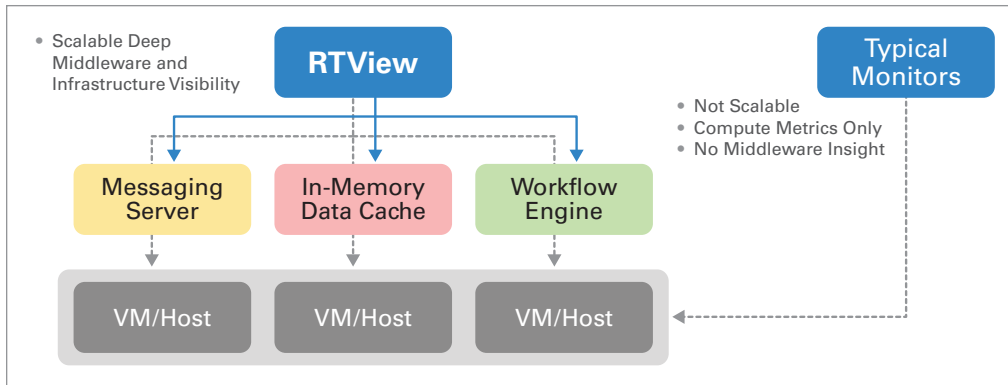 • Scalable Deep
Middleware and
Infrastructure Visibility
RTView
Typical
Monitors
• Not Scalable
• Compute Metrics Only
• No Middleware Insight
Messaging
Server
In-Memory
Data Cache
Workflow
Engine
VM/Host
VM/Host
VM/Host